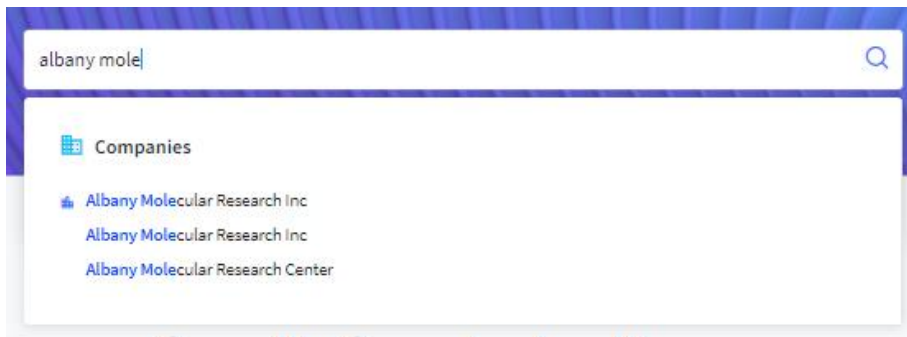 albany mole
Companies
Albany Molecular Research Inc
Albany Molecular Research Inc
Albany Molecular Research Center